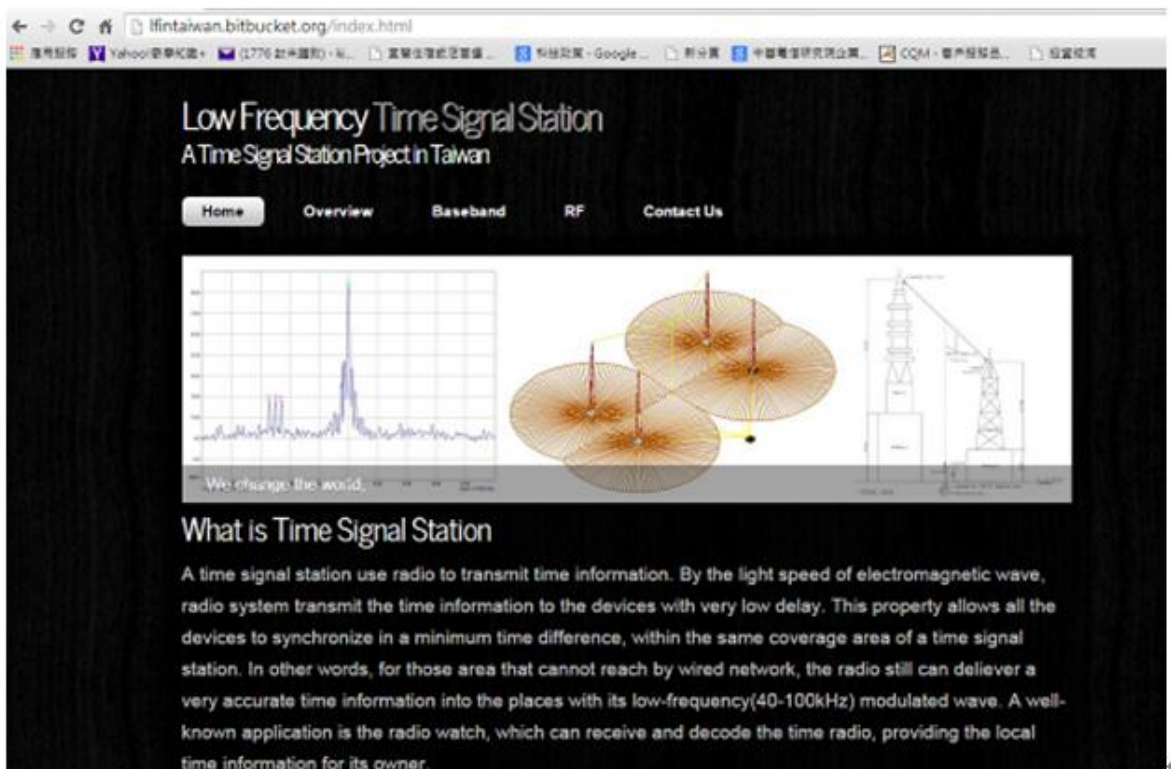 lfintaiwan.bitbucket.org/index.html
Low Frequency Time Signal Station
A Time Signal Station Project in Taiwan
Home Overview Baseband RF Contact Us
We change the world,
What is Time Signal Station
A time signal station use radio to transmit time information. By the light speed of electromagnetic wave,
radio system transmit the time information to the devices with very low delay. This property allows all the
devices to synchronize in a minimum time difference, within the same coverage area of a time signal
station. In other words, for those area that cannot reach by wired network, the radio still can deliever a
very accurate time information into the places with its low-frequency(40-100kHz) modulated wave. A well-
known application is the radio watch, which can receive and decode the time radio, providing the local
time information for its owner.